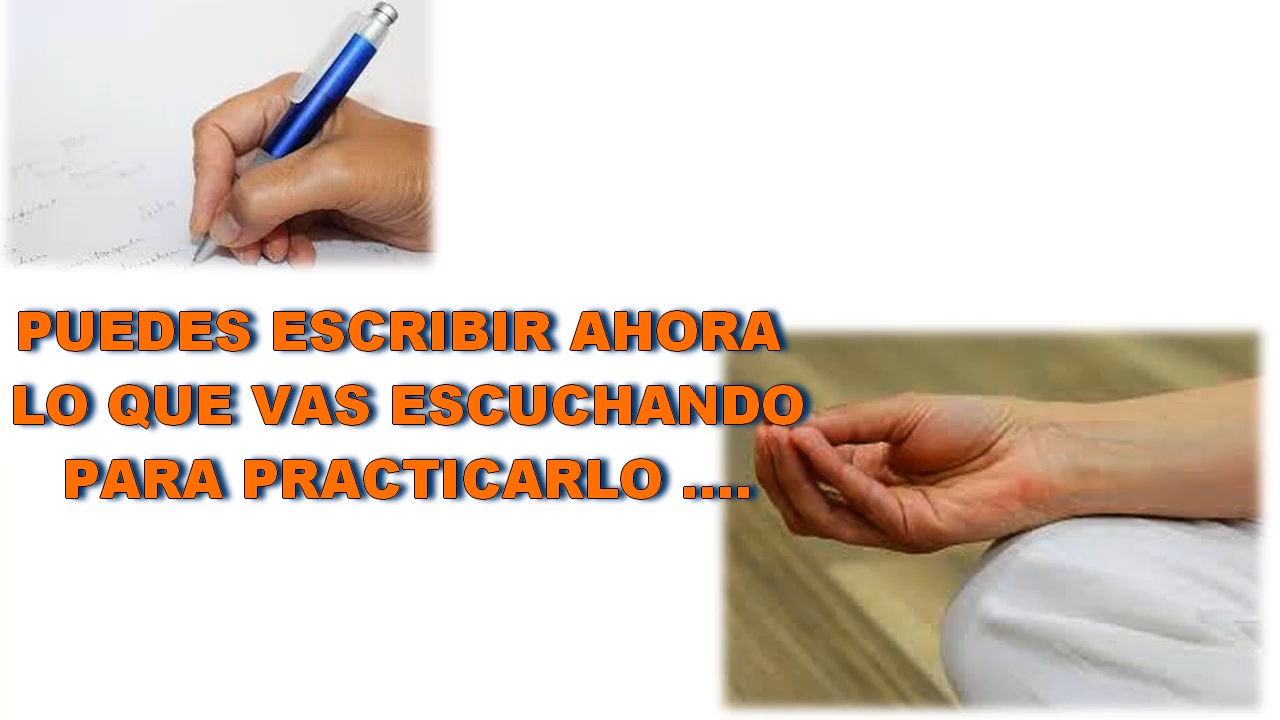 PUEDES ESCRIBIR AHORA
LO QUE VAS ESCUCHANDO
PARA PRACTICARLO ....